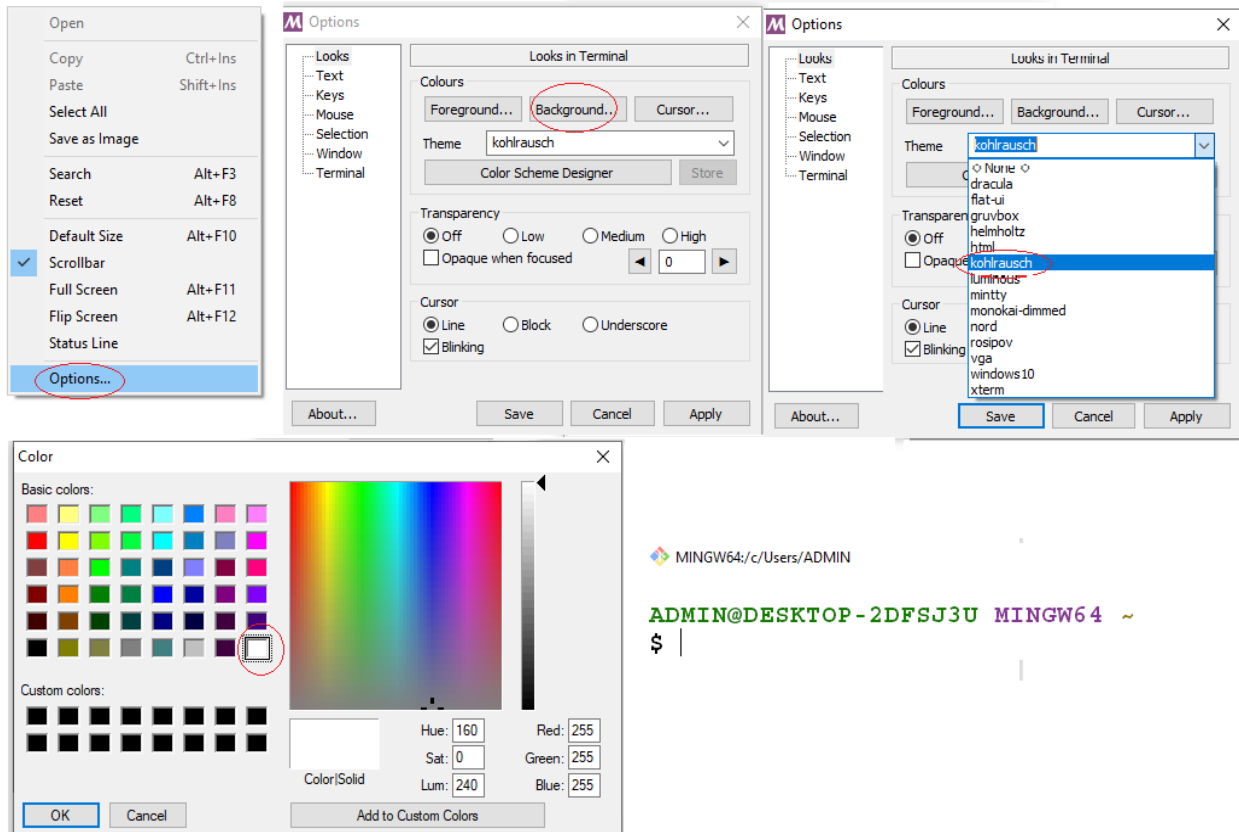 Open
Copy Ctrl+Ins
Paste Shift+Ins
Select All
Save as Image
Search Alt+F3
Reset Alt+F8
Default Size Alt+F10
Scrollbar
Full Screen Alt+F11
Flip Screen Alt+F12
Status Line
Options...
Options
Looks
Text
Keys
Mouse
Selection
Window
Terminal
Looks in Terminal
Colours
Foreground... Background... Cursor...
Theme kohlrausch
Color Scheme Designer Store
Transparency
Off Low Medium High
Opaque when focused 0
Cursor
Line Block Underscore
Blinking
About... Save Cancel Apply
Options
Looks
Text
Keys
Mouse
Selection
Window
Terminal
Looks in Terminal
Colours
Foreground... Background... Cursor...
Theme kohlrausch
None
dracula
flat-ui
gruvbox
helmholtz
html
kohlrausch
luminous
mintty
monokai-dimmed
nord
rosipov
vga
windows10
xterm
C
Transparen
Off
Opaque
Cursor
Line
Blinking
About... Save Cancel Apply
Color
Basic colors:
Custom colors:
Color|Solid
Hue: 160 Red: 255
Sat: 0 Green: 255
Lum: 240 Blue: 255
OK Cancel Add to Custom Colors
MINGW64:/c/Users/ADMIN
ADMIN@DESKTOP-2DFSJ3U MINGW64 ~
$